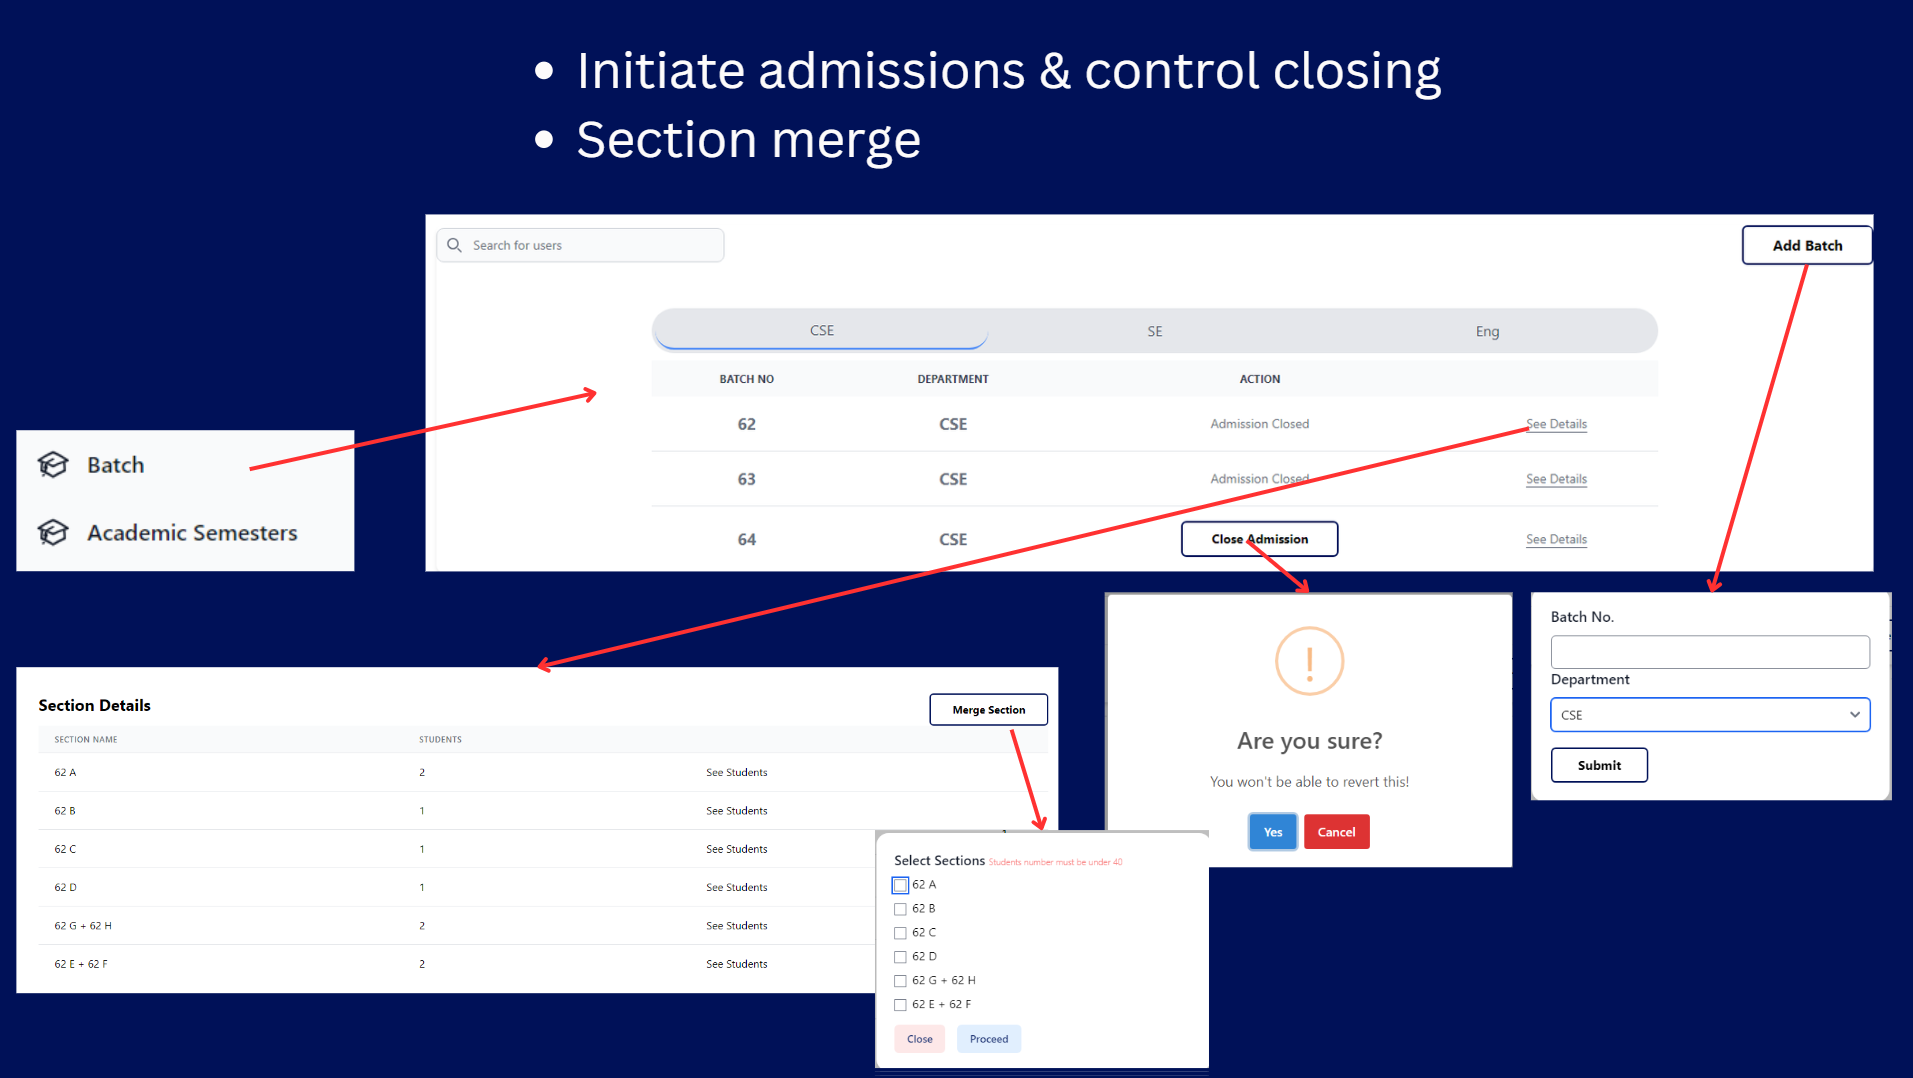 • Initiate admissions & control closing
• Section merge
Search for users
Add Batch
CSE SE Eng
BATCH NO DEPARTMENT ACTION
62 CSE Admission Closed See Details
63 CSE Admission Closed See Details
64 CSE Close Admission See Details
Batch
Academic Semesters
Section Details
Merge Section
SECTION NAME STUDENTS
62 A 2 See Students
62 B 1 See Students
62 C 1 See Students
62 D 1 See Students
62 G + 62 H 2 See Students
62 E + 62 F 2 See Students
Select Sections Students number must be under 40
62 A
62 B
62 C
62 D
62 G + 62 H
62 E + 62 F
Close Proceed
!
Are you sure?
You won't be able to revert this!
Yes Cancel
Batch No.
Department
CSE
Submit